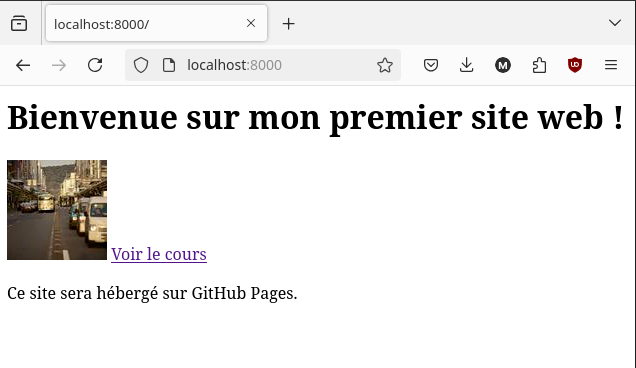 localhost:8000/
localhost:8000
Bienvenue sur mon premier site web !
Voir le cours
Ce site sera hébergé sur GitHub Pages.